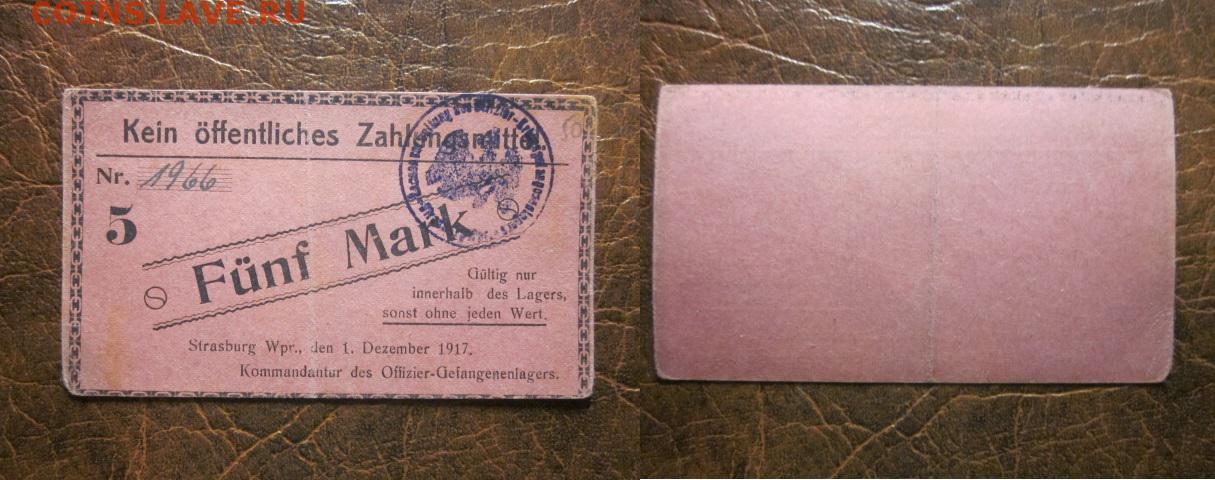 COINS.LAVE.RU
Kein öffentliches Zahlungsmittel.
Nr. 1966
5
Fünf Mark
Gültig nur
innerhalb des Lagers,
sonst ohne jeden Wert.
Strasburg Wpr., den 1. Dezember 1917.
Kommandantur des Offizier-Gefangenenlagers.